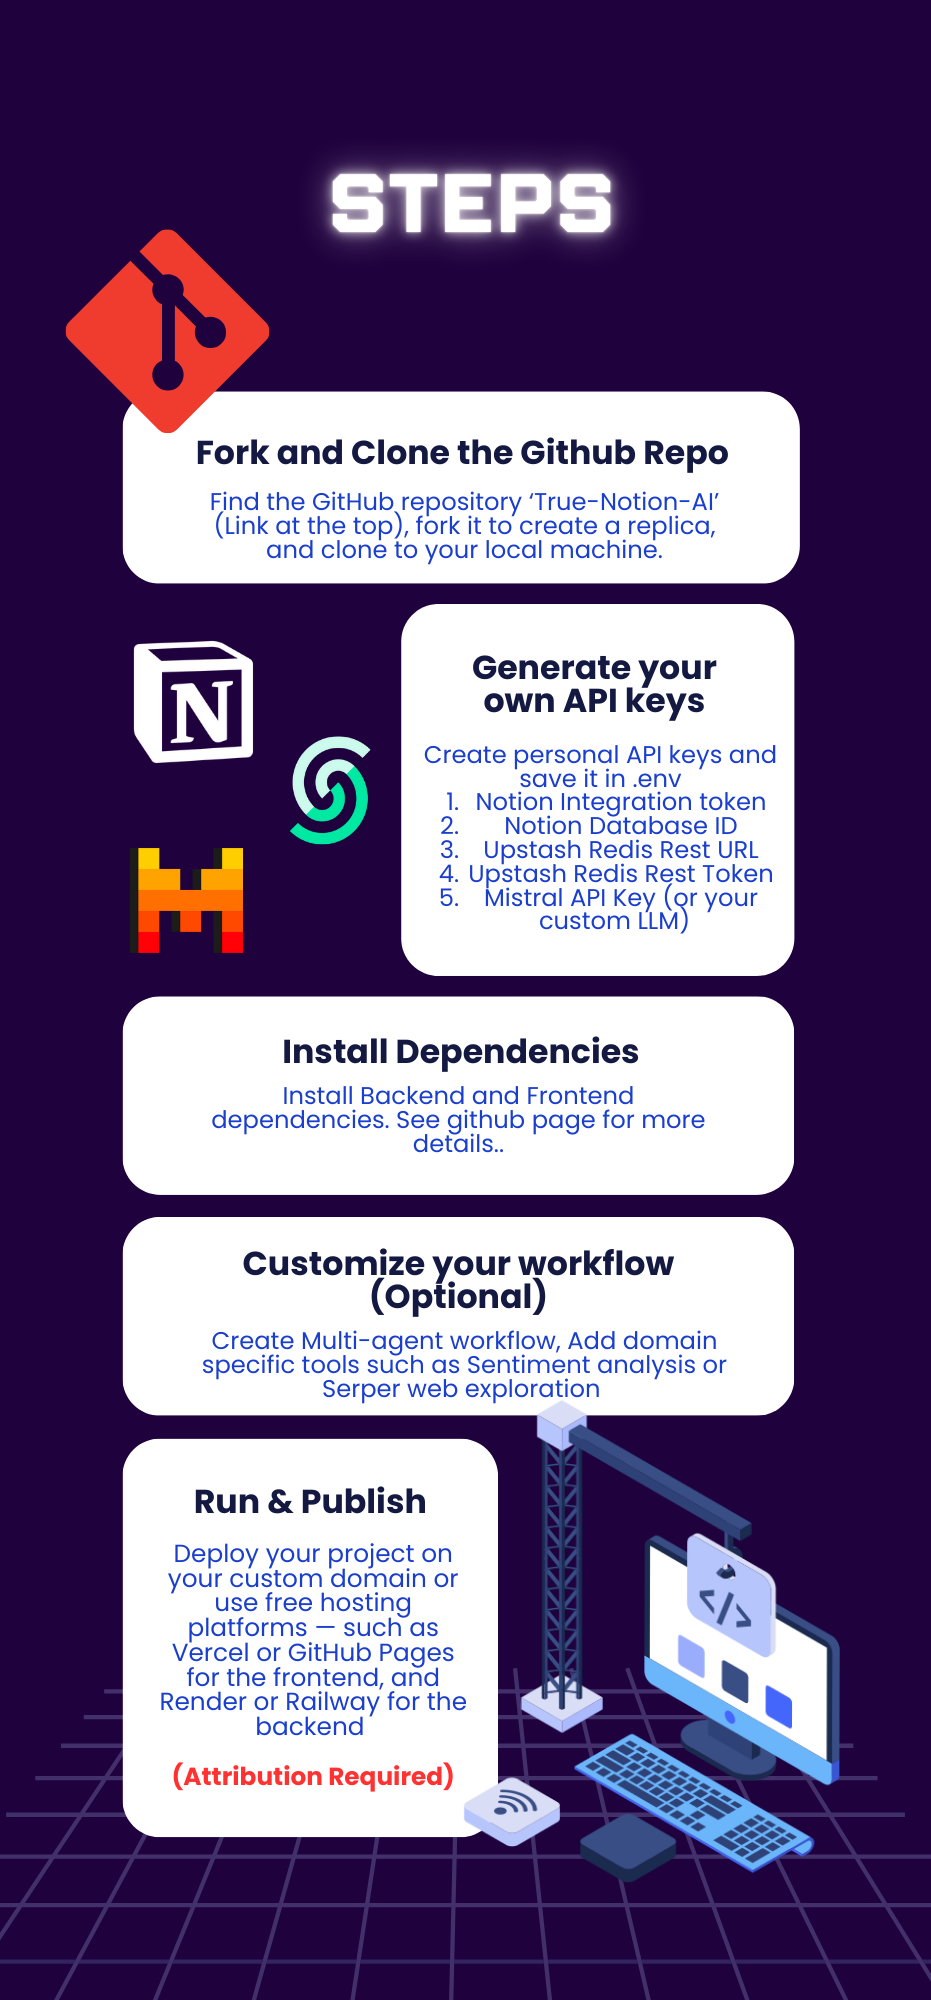 STEPS
Fork and Clone the Github Repo
Find the GitHub repository ‘True-Notion-AI’
(Link at the top), fork it to create a replica,
and clone to your local machine.
N
Generate your
own API keys
Create personal API keys and
save it in .env
1. Notion Integration token
2. Notion Database ID
3. Upstash Redis Rest URL
4. Upstash Redis Rest Token
5. Mistral API Key (or your
custom LLM)
Install Dependencies
Install Backend and Frontend
dependencies. See github page for more
details..
Customize your workflow
(Optional)
Create Multi-agent workflow, Add domain
specific tools such as Sentiment analysis or
Serper web exploration
Run & Publish
Deploy your project on
your custom domain or
use free hosting
platforms — such as
Vercel or GitHub Pages
for the frontend, and
Render or Railway for the
backend
(Attribution Required)
</>